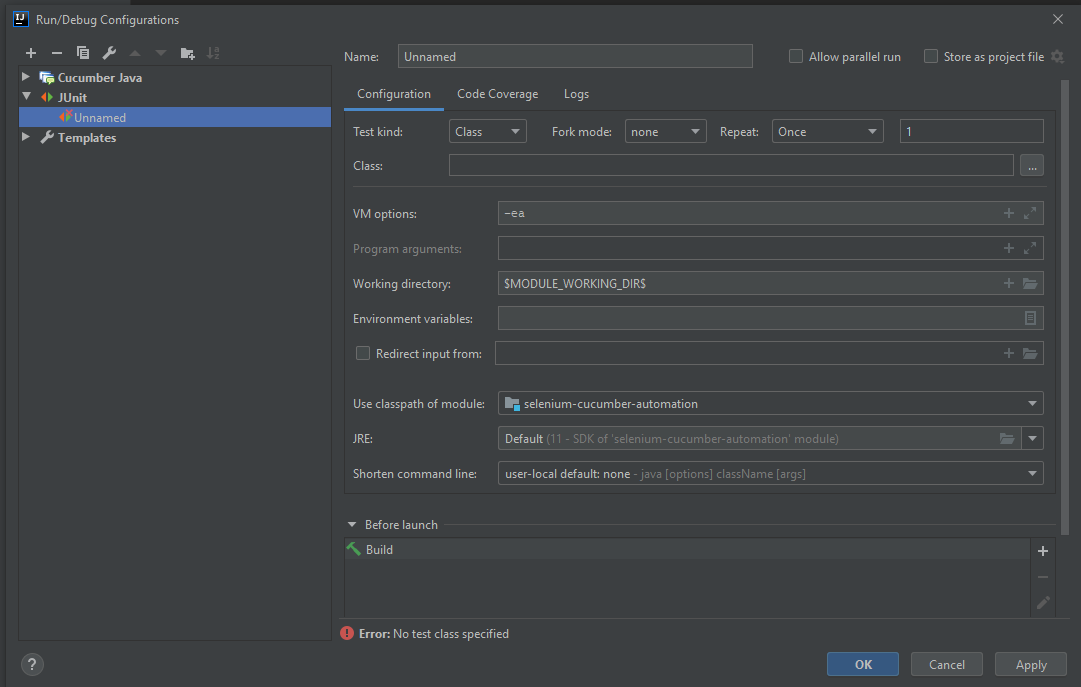 IJ Run/Debug Configurations
Name: Unnamed Allow parallel run Store as project file
Cucumber Java
JUnit
Unnamed
Templates
Configuration Code Coverage Logs
Test kind: Class Fork mode: none Repeat: Once 1
Class: ...
VM options: -ea
Program arguments:
Working directory: $MODULE_WORKING_DIR$
Environment variables:
Redirect input from:
Use classpath of module: selenium-cucumber-automation
JRE: Default (11 - SDK of 'selenium-cucumber-automation' module)
Shorten command line: user-local default: none - java [options] className [args]
Before launch
Build
Error: No test class specified
? OK Cancel Apply